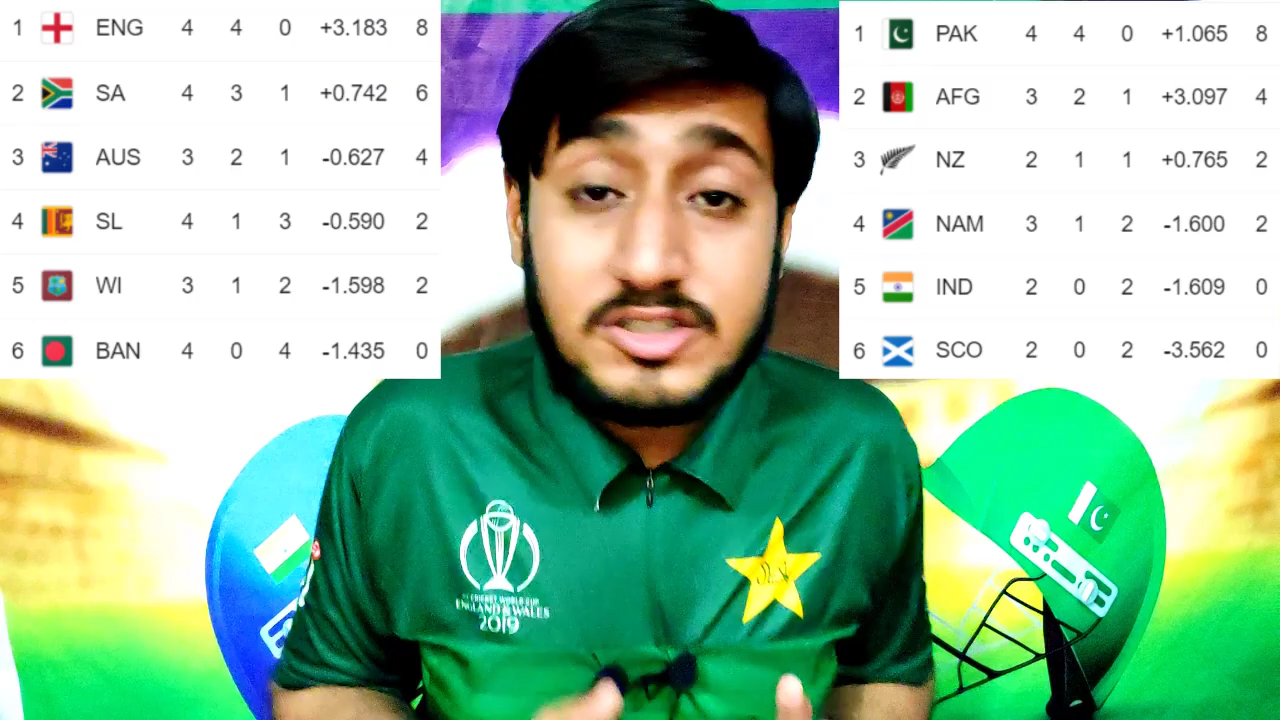 1 ENG 4 4 0 +3.183 8
2 SA 4 3 1 +0.742 6
3 AUS 3 2 1 -0.627 4
4 SL 4 1 3 -0.590 2
5 WI 3 1 2 -1.598 2
6 BAN 4 0 4 -1.435 0
1 PAK 4 4 0 +1.065 8
2 AFG 3 2 1 +3.097 4
3 NZ 2 1 1 +0.765 2
4 NAM 3 1 2 -1.600 2
5 IND 2 0 2 -1.609 0
6 SCO 2 0 2 -3.562 0
CRICKET WORLD CUP
ENGLAND & WALES
2019